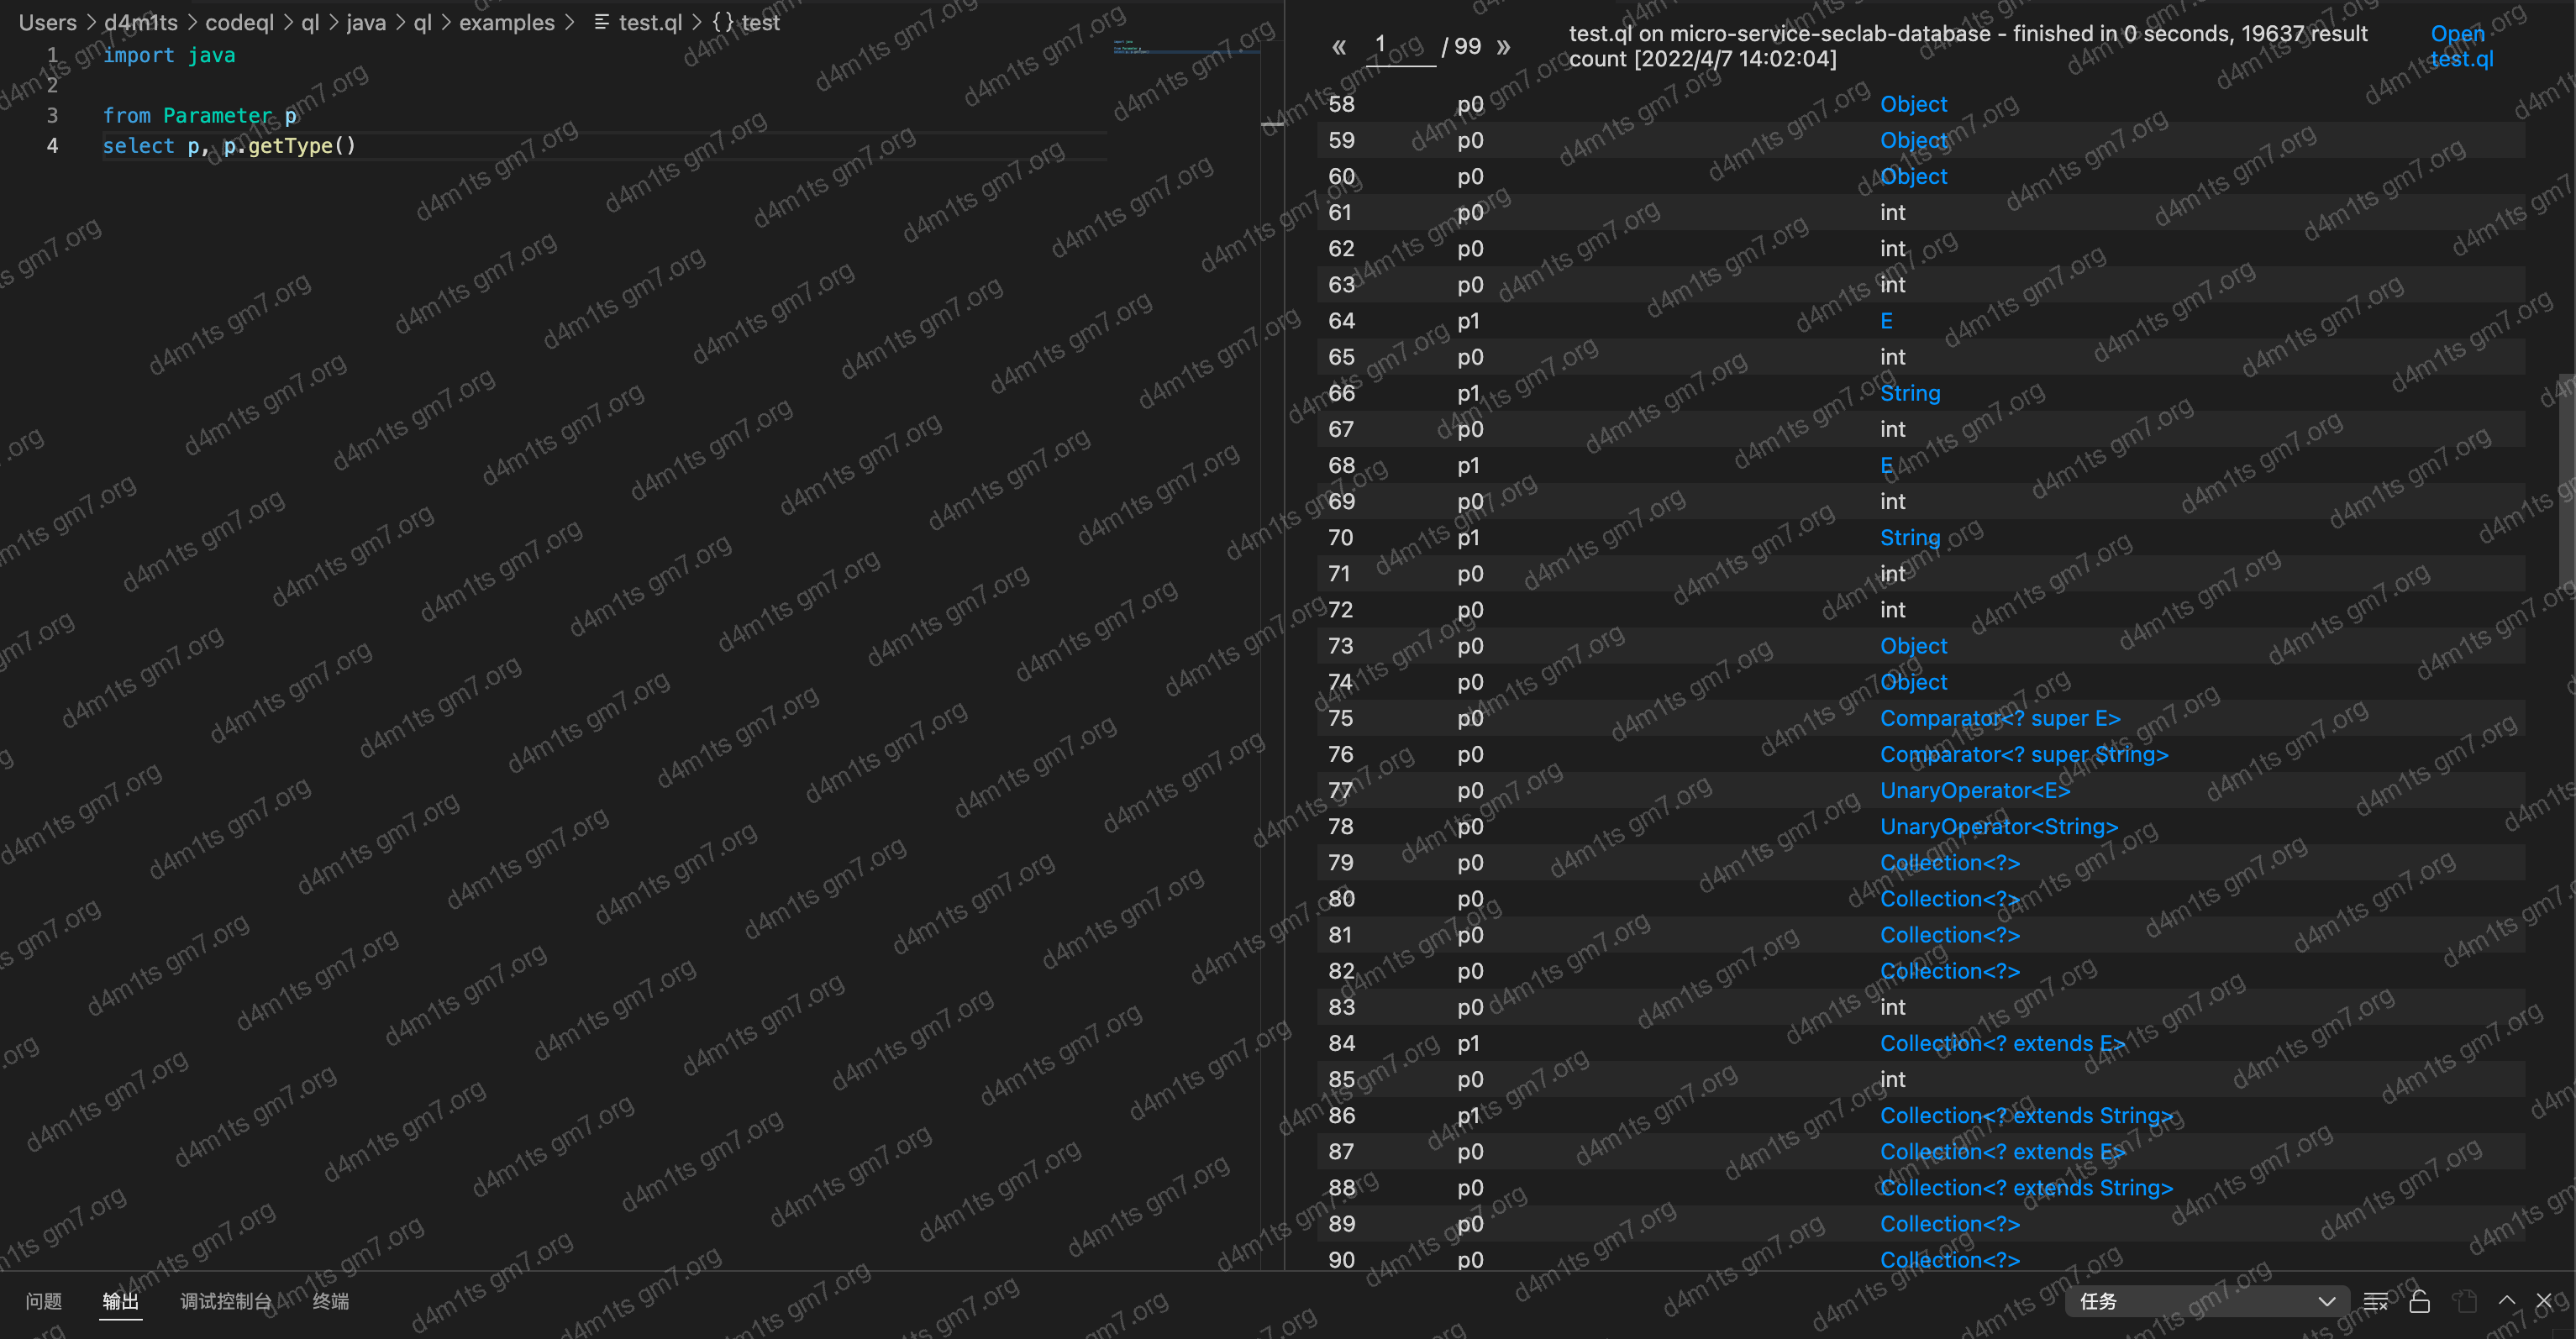 Users > d4m1ts > codeql > ql > java > ql > examples > test.ql > {} test
1 import java
2
3 from Parameter p
4 select p, p.getType()
« 1 / 99 »
test.ql on micro-service-seclab-database - finished in 0 seconds, 19637 result
count [2022/4/7 14:02:04]
Open
test.ql
58 p0 Object
59 p0 Object
60 p0 Object
61 p0 int
62 p0 int
63 p0 int
64 p1 E
65 p0 int
66 p1 String
67 p0 int
68 p1 E
69 p0 int
70 p1 String
71 p0 int
72 p0 int
73 p0 Object
74 p0 Object
75 p0 Comparator<? super E>
76 p0 Comparator<? super String>
77 p0 UnaryOperator<E>
78 p0 UnaryOperator<String>
79 p0 Collection<?>
80 p0 Collection<?>
81 p0 Collection<?>
82 p0 Collection<?>
83 p0 int
84 p1 Collection<? extends E>
85 p0 int
86 p1 Collection<? extends String>
87 p0 Collection<? extends E>
88 p0 Collection<? extends String>
89 p0 Collection<?>
90 p0 Collection<?>
问题 输出 调试控制台 终端
任务
d4m1ts gm7.org